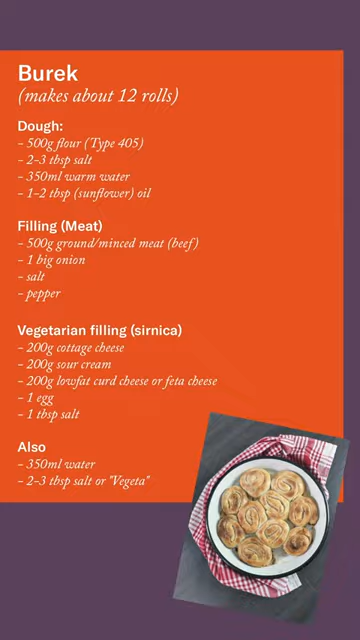 Burek
(makes about 12 rolls)
Dough:
- 500g flour (Type 405)
- 2-3 tbsp salt
- 350ml warm water
- 1-2 tbsp (sunflower) oil
Filling (Meat)
- 500g ground/minced meat (beef)
- 1 big onion
- salt
- pepper
Vegetarian filling (sirnica)
- 200g cottage cheese
- 200g sour cream
- 200g lowfat curd cheese or feta cheese
- 1 egg
- 1 thsp salt
Also
- 350ml water
- 2-3 thsp salt or "Vegeta"